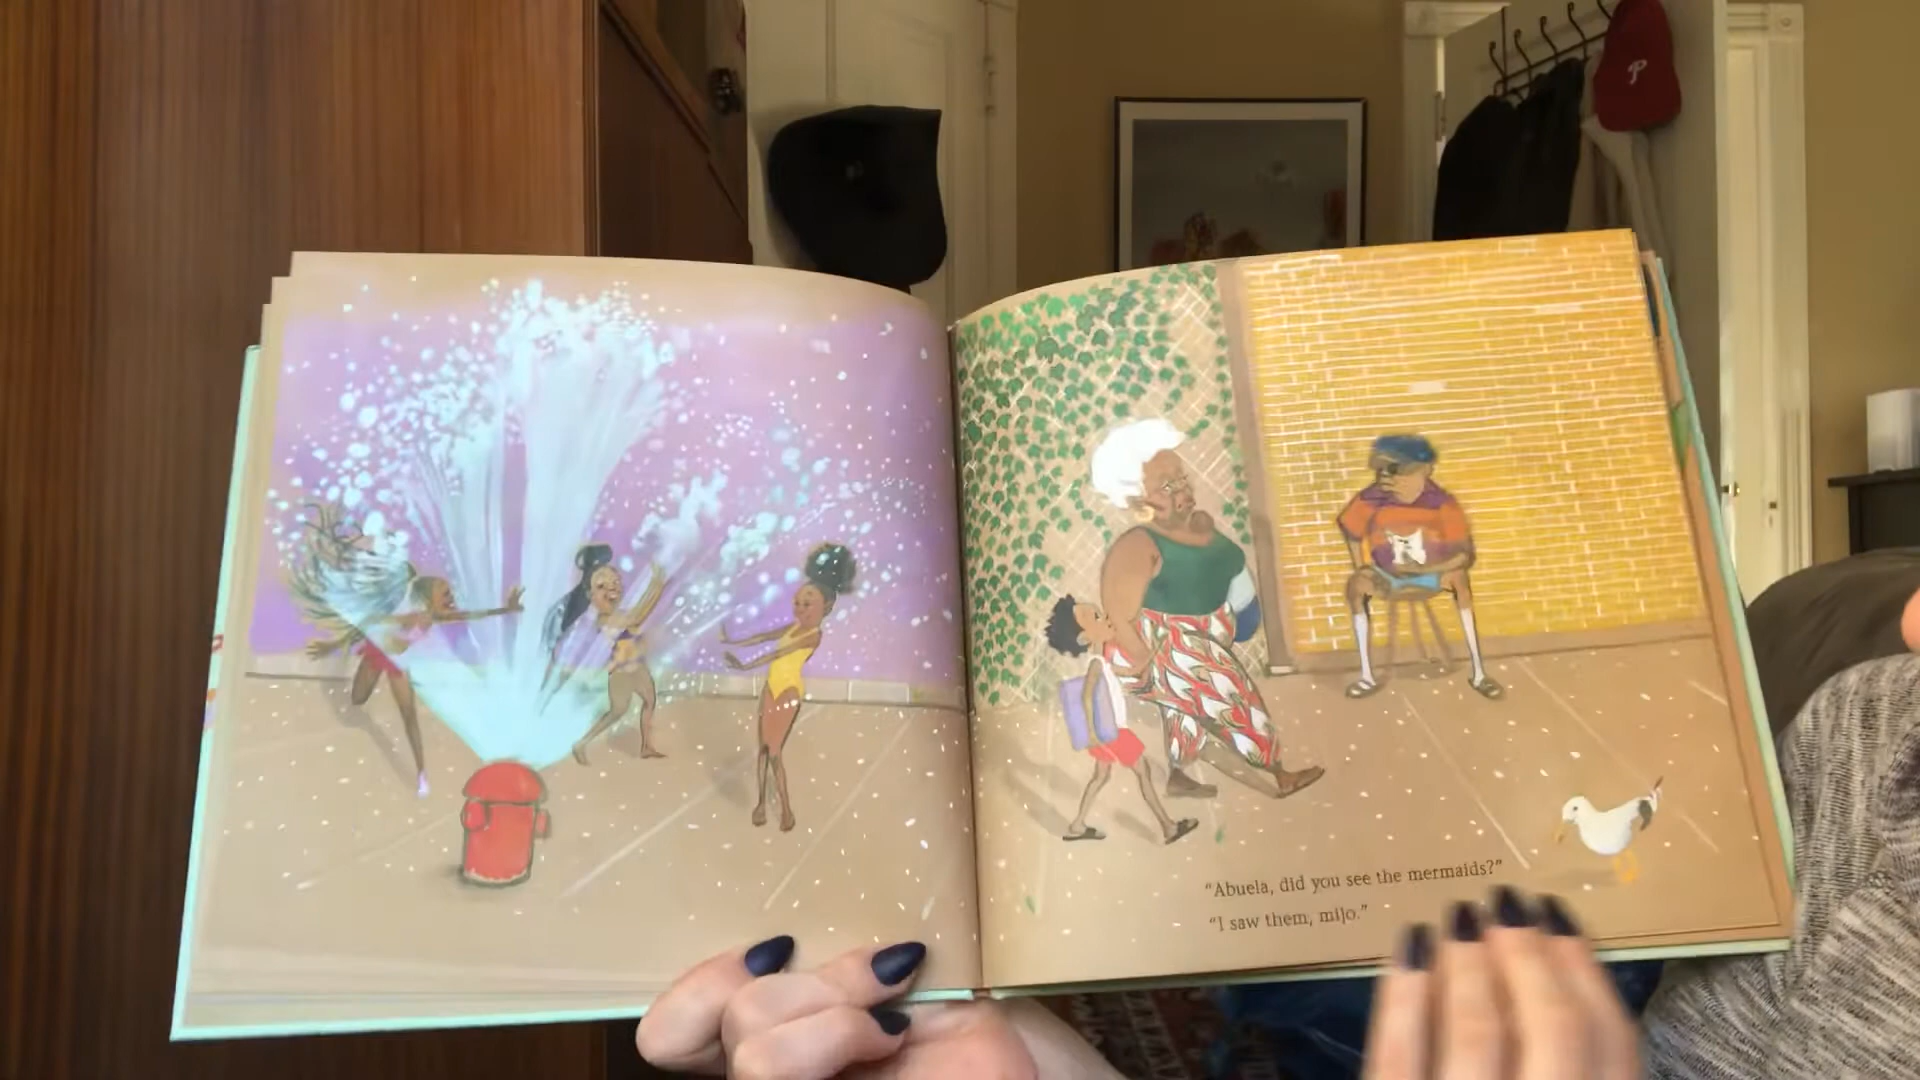 P
"Abuela, did you see the mermaids?"
"I saw them, mijo."